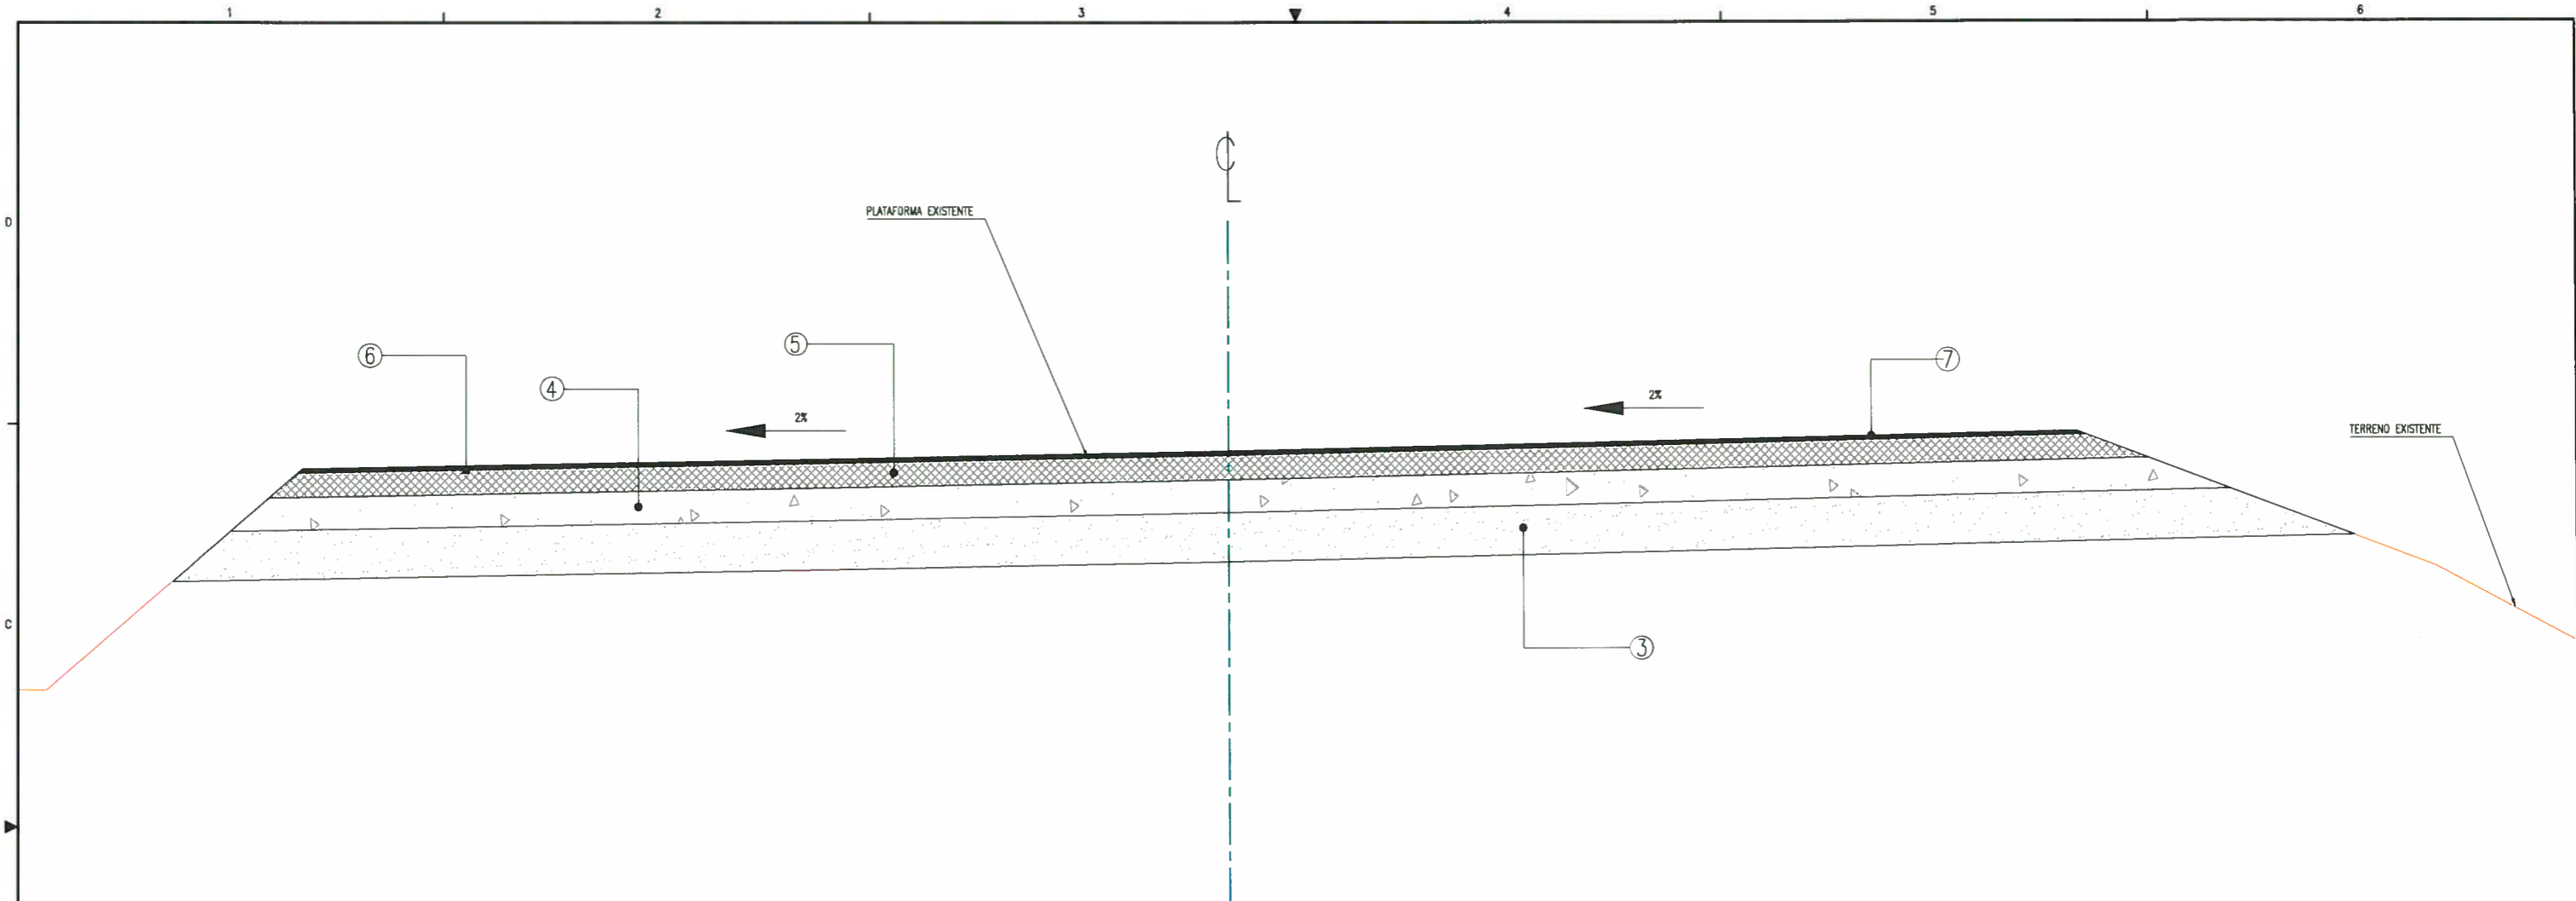 1 2 3 4 5 6
D
C
℄
PLATAFORMA EXISTENTE
6
5
4
7
2%
2%
TERRENO EXISTENTE
3